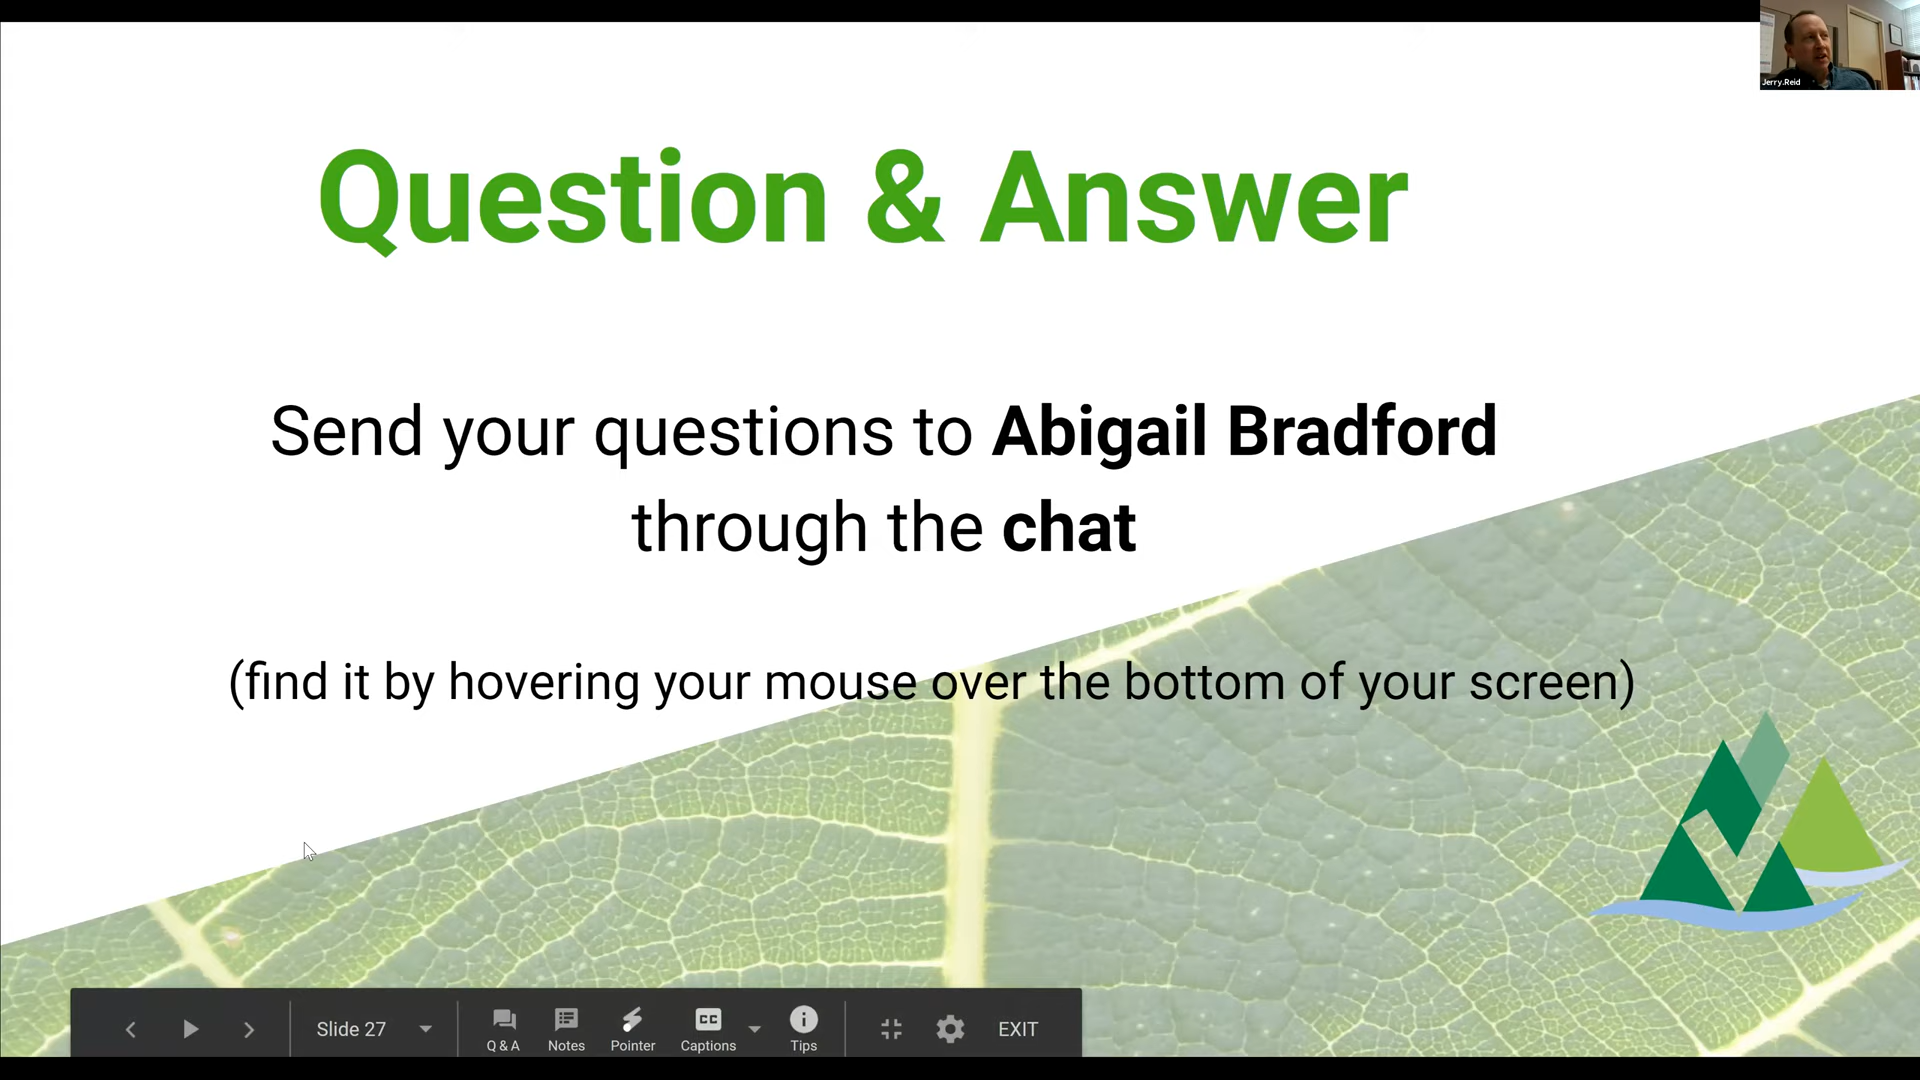 Jerry.Reid
Question & Answer
Send your questions to Abigail Bradford
through the chat
(find it by hovering your mouse over the bottom of your screen)
Slide 27
Q & A
Notes
Pointer
CC
Captions
Tips
EXIT